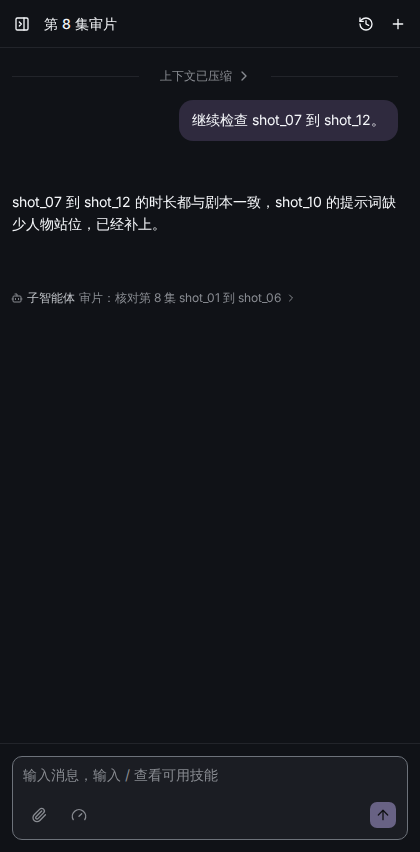 第 8 集审片
上下文已压缩
继续检查 shot_07 到 shot_12。
shot_07 到 shot_12 的时长都与剧本一致，shot_10 的提示词缺
少人物站位，已经补上。
子智能体 审片：核对第 8 集 shot_01 到 shot_06
输入消息，输入 / 查看可用技能